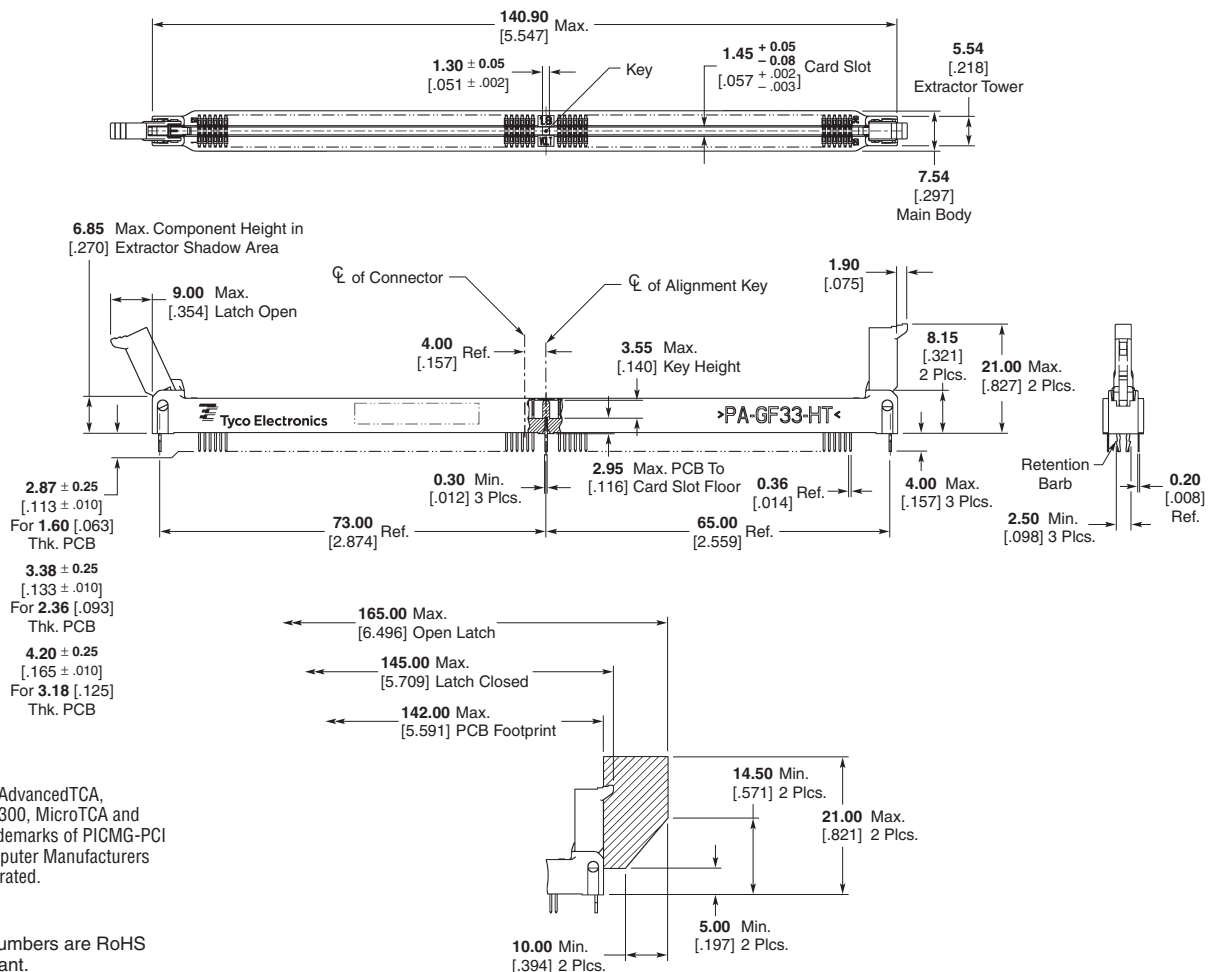 140.90 Max.
[5.547]
1.30 ± 0.05
[.051 ± .002]
Key
1.45 + 0.05 − 0.08
[.057 + .002 − .003]
Card Slot
5.54
[.218]
Extractor Tower
7.54
[.297]
Main Body
6.85 Max. Component Height in
[.270] Extractor Shadow Area
9.00 Max.
[.354] Latch Open
℄ of Connector
℄ of Alignment Key
4.00 Ref.
[.157]
3.55 Max.
[.140] Key Height
1.90
[.075]
8.15
[.321]
2 Plcs.
21.00 Max.
[.827] 2 Plcs.
Tyco Electronics
>PA-GF33-HT<
2.87 ± 0.25
[.113 ± .010]
For 1.60 [.063]
Thk. PCB
3.38 ± 0.25
[.133 ± .010]
For 2.36 [.093]
Thk. PCB
4.20 ± 0.25
[.165 ± .010]
For 3.18 [.125]
Thk. PCB
0.30 Min.
[.012] 3 Plcs.
2.95 Max. PCB To
[.116] Card Slot Floor
0.36 Ref.
[.014]
4.00 Max.
[.157] 3 Plcs.
73.00 Ref.
[2.874]
65.00 Ref.
[2.559]
Retention
Barb
0.20
[.008]
Ref.
2.50 Min.
[.098] 3 Plcs.
165.00 Max.
[6.496] Open Latch
145.00 Max.
[5.709] Latch Closed
142.00 Max.
[5.591] PCB Footprint
14.50 Min.
[.571] 2 Plcs.
21.00 Max.
[.821] 2 Plcs.
5.00 Min.
[.197] 2 Plcs.
10.00 Min.
[.394] 2 Plcs.
AdvancedTCA,
300, MicroTCA and
demarks of PICMG-PCI
puter Manufacturers
rated.
umbers are RoHS
ant.